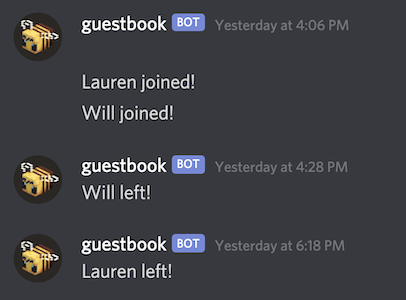 guestbook BOT Yesterday at 4:06 PM
Lauren joined!
Will joined!
guestbook BOT Yesterday at 4:28 PM
Will left!
guestbook BOT Yesterday at 6:18 PM
Lauren left!